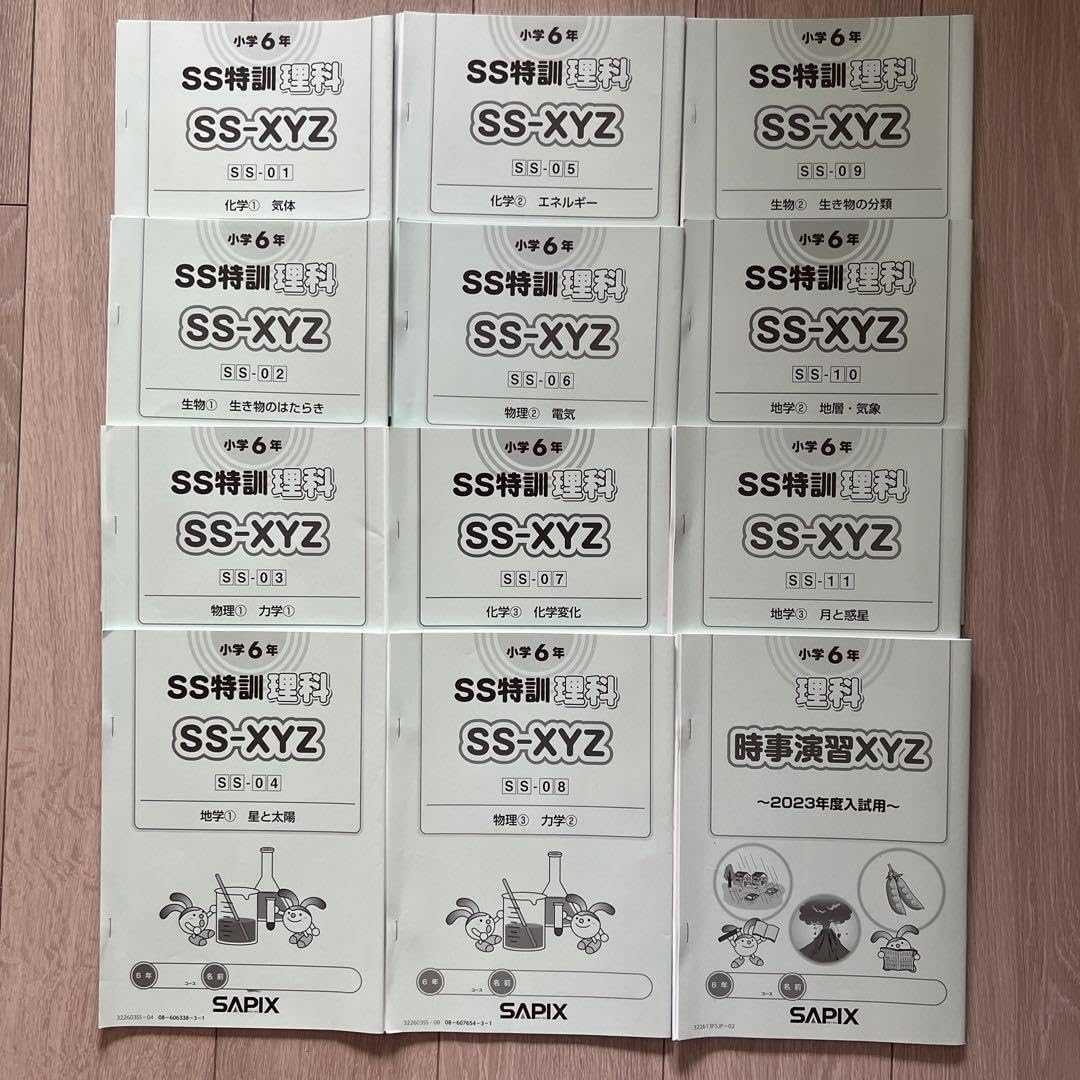 小学6年
SS特訓理科
SS-XYZ
SS-01
化学① 気体
小学6年
SS特訓理科
SS-XYZ
SS-02
生物① 生き物のはたらき
小学6年
SS特訓理科
SS-XYZ
SS-03
物理① 力学①
小学6年
SS特訓理科
SS-XYZ
SS-04
地学① 星と太陽
6年
コース
名前
SAPIX
3226035S-04 08-606338-3-1
小学6年
SS特訓理科
SS-XYZ
SS-05
化学② エネルギー
小学6年
SS特訓理科
SS-XYZ
SS-06
物理② 電気
小学6年
SS特訓理科
SS-XYZ
SS-07
化学③ 化学変化
小学6年
SS特訓理科
SS-XYZ
SS-08
物理③ 力学②
6年
コース
名前
SAPIX
3226035S-08 08-607654-3-1
小学6年
SS特訓理科
SS-XYZ
SS-09
生物② 生き物の分類
小学6年
SS特訓理科
SS-XYZ
SS-10
地学② 地層・気象
小学6年
SS特訓理科
SS-XYZ
SS-11
地学③ 月と惑星
小学6年
理科
時事演習XYZ
～2023年度入試用～
6年
コース
名前
SAPIX
322613FSJP-02